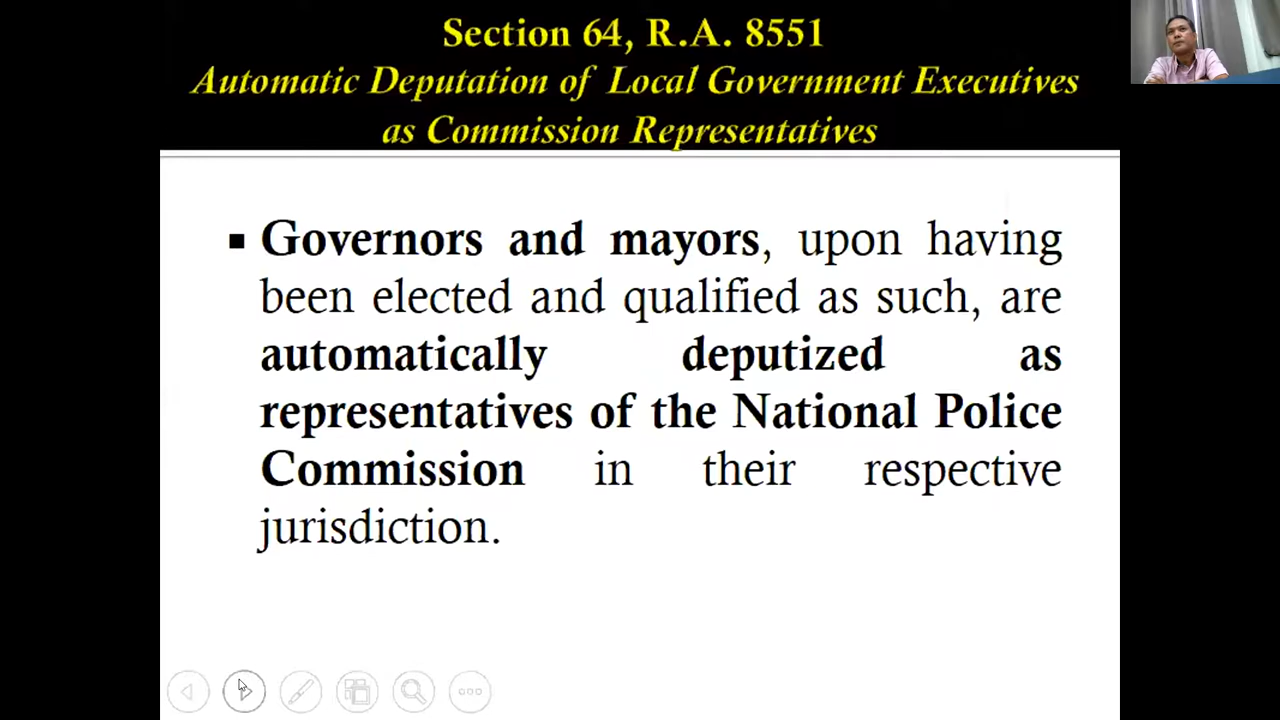 Section 64, R.A. 8551
Automatic Deputation of Local Government Executives
as Commission Representatives
▪ Governors and mayors, upon having
been elected and qualified as such, are
automatically deputized as
representatives of the National Police
Commission in their respective
jurisdiction.